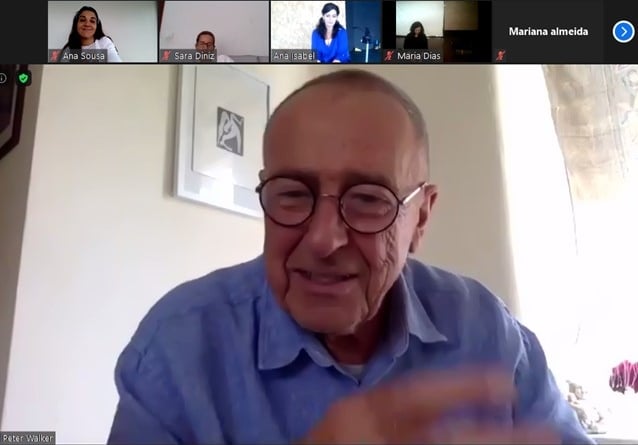 Ana Sousa
Sara Diniz
Ana Isabel
Maria Dias
Mariana almeida
Peter Walker